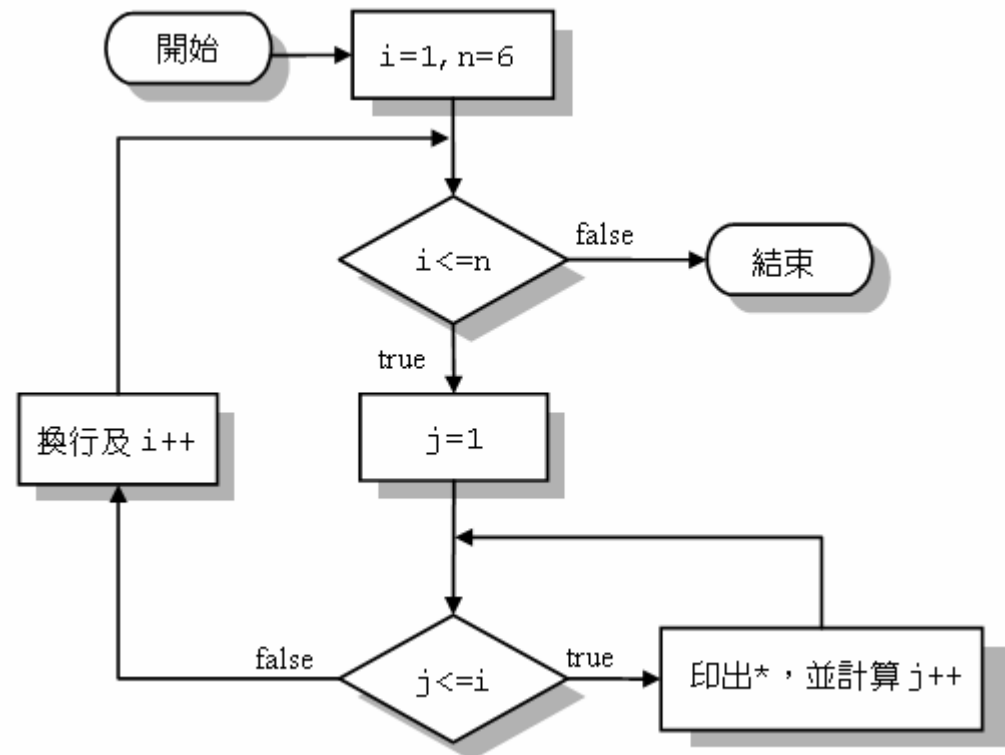 開始
i=1,n=6
i<=n
false
結束
true
換行及 i++
j=1
false
j<=i
true
印出*，並計算 j++